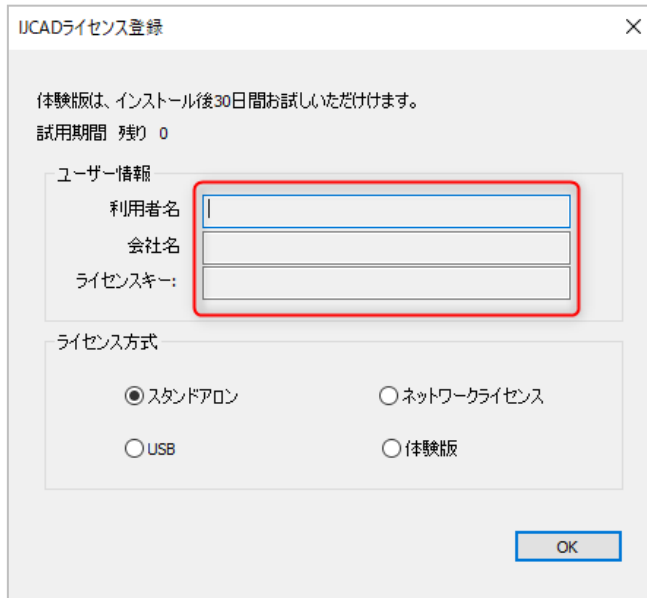 IJCADライセンス登録
体験版は、インストール後30日間お試しいただけけます。
試用期間 残り 0
ユーザー情報
利用者名
会社名
ライセンスキー:
ライセンス方式
スタンドアロン
ネットワークライセンス
USB
体験版
OK